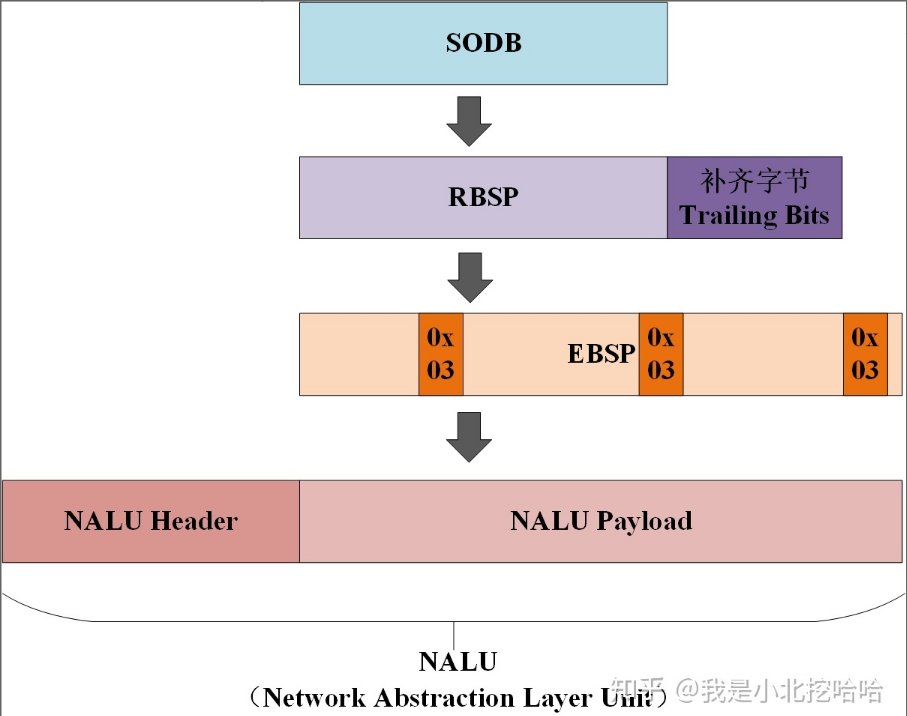 SODB
RBSP
补齐字节
Trailing Bits
EBSP
0x
03
0x
03
0x
03
NALU Header
NALU Payload
NALU
（Network Abstraction Layer Unit）
知乎 @我是小北挖哈哈